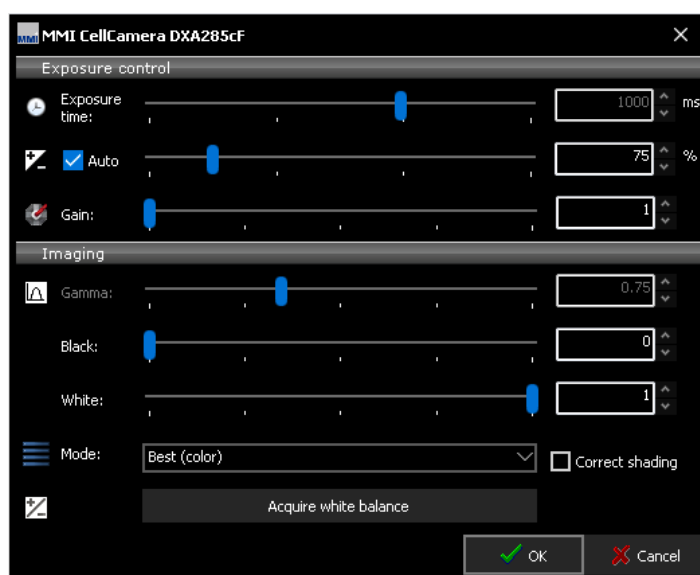 MMI MMI CellCamera DXA285cF
Exposure control
Exposure time: 1000 ms
Auto 75 %
Gain: 1
Imaging
Gamma: 0.75
Black: 0
White: 1
Mode: Best (color) Correct shading
Acquire white balance
OK Cancel